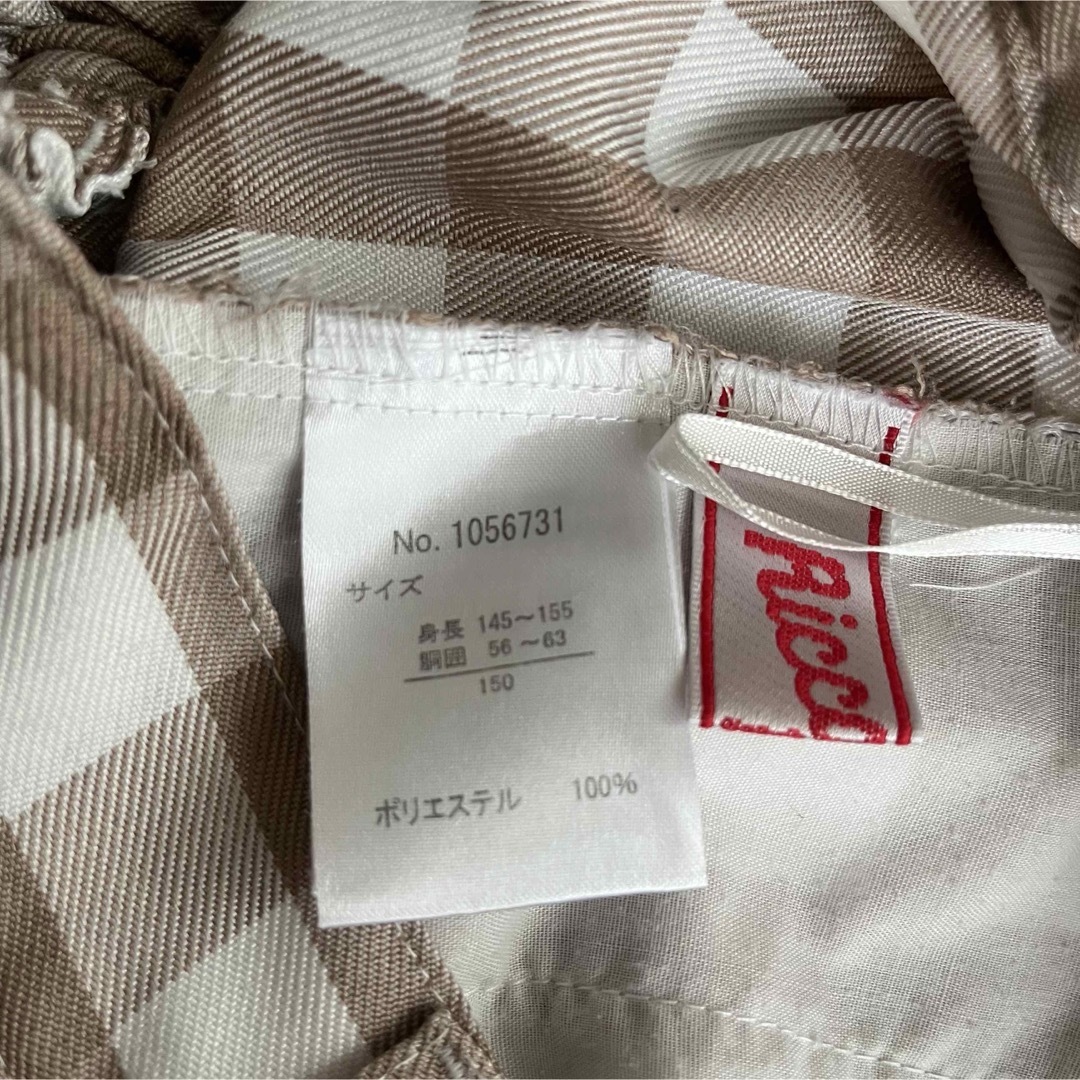 No. 1056731
サイズ
身長 145～155
胴囲 56 ～63
150
ポリエステル 100%